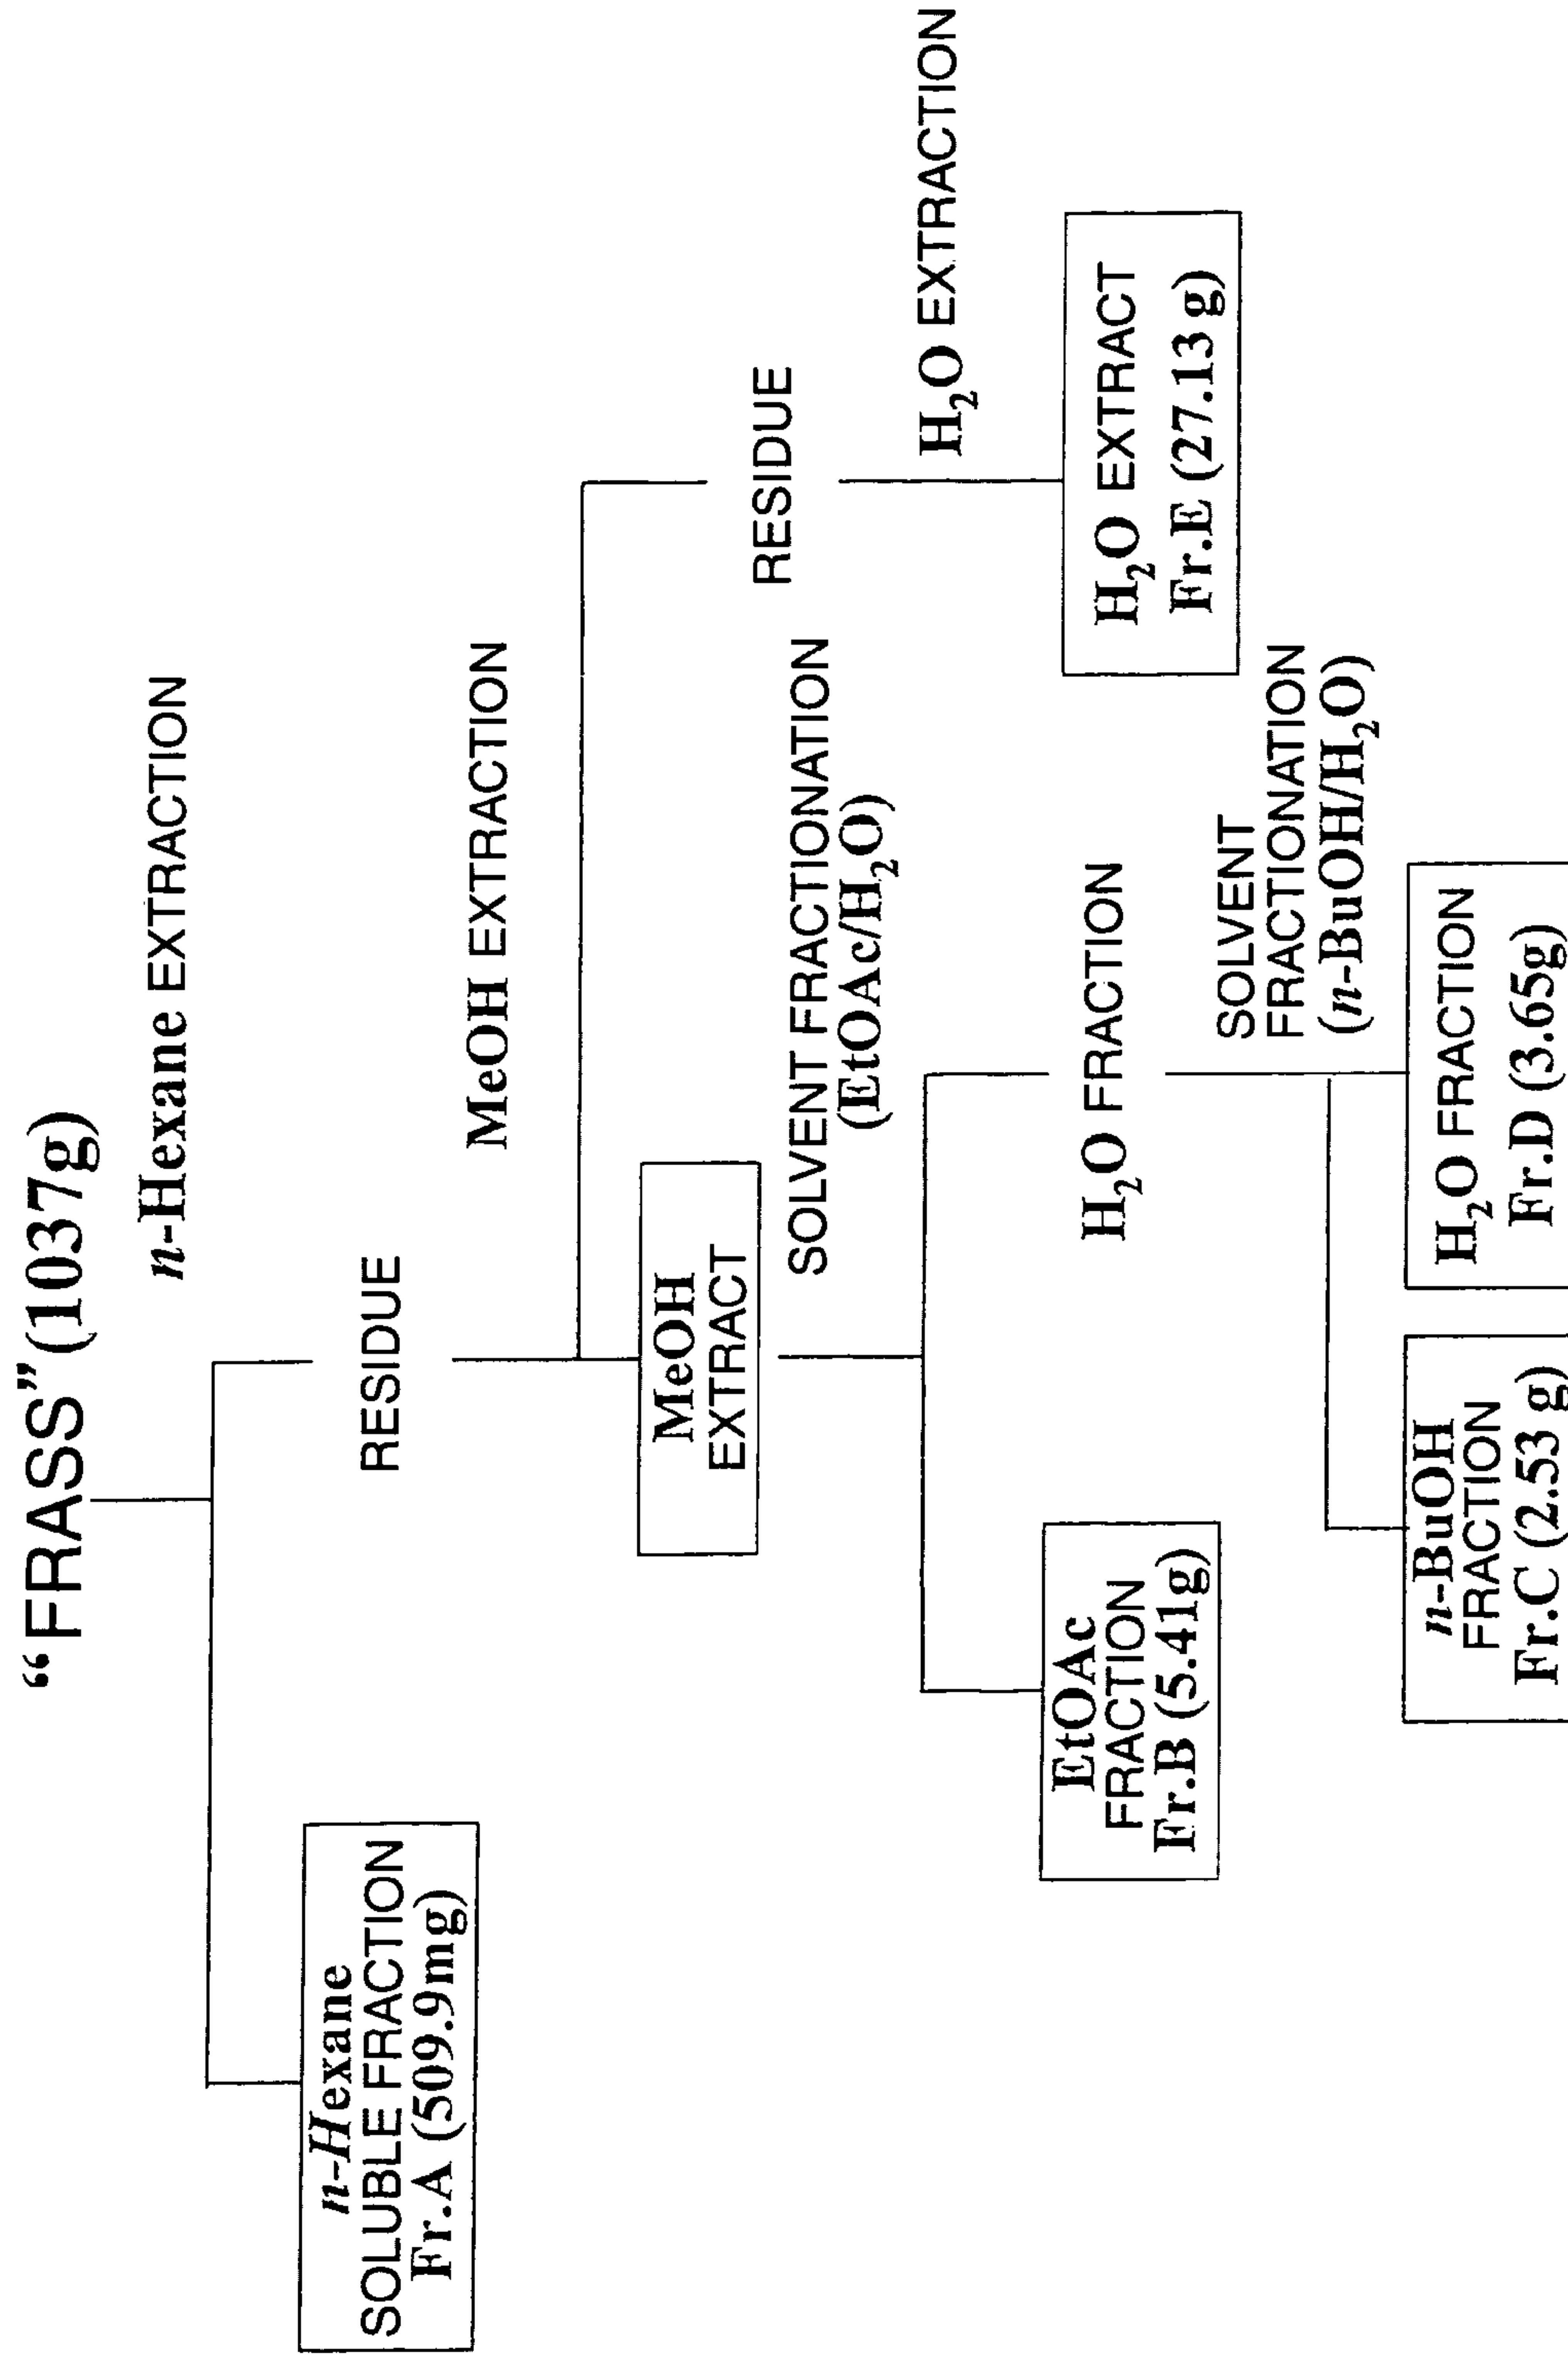 “FRASS” (1037g)
n-Hexane EXTRACTION
n-Hexane
SOLUBLE FRACTION
Fr.A (509.9mg)
RESIDUE
MeOH EXTRACTION
MeOH
EXTRACT
RESIDUE
SOLVENT FRACTIONATION
(EtOAc/H₂O)
H₂O EXTRACTION
EtOAc
FRACTION
Fr.B (5.41g)
H₂O FRACTION
H₂O EXTRACT
Fr.E (27.13 g)
SOLVENT
FRACTIONATION
(n-BuOH/H₂O)
n-BuOH
FRACTION
Fr.C (2.53 g)
H₂O FRACTION
Fr.D (3.65g)